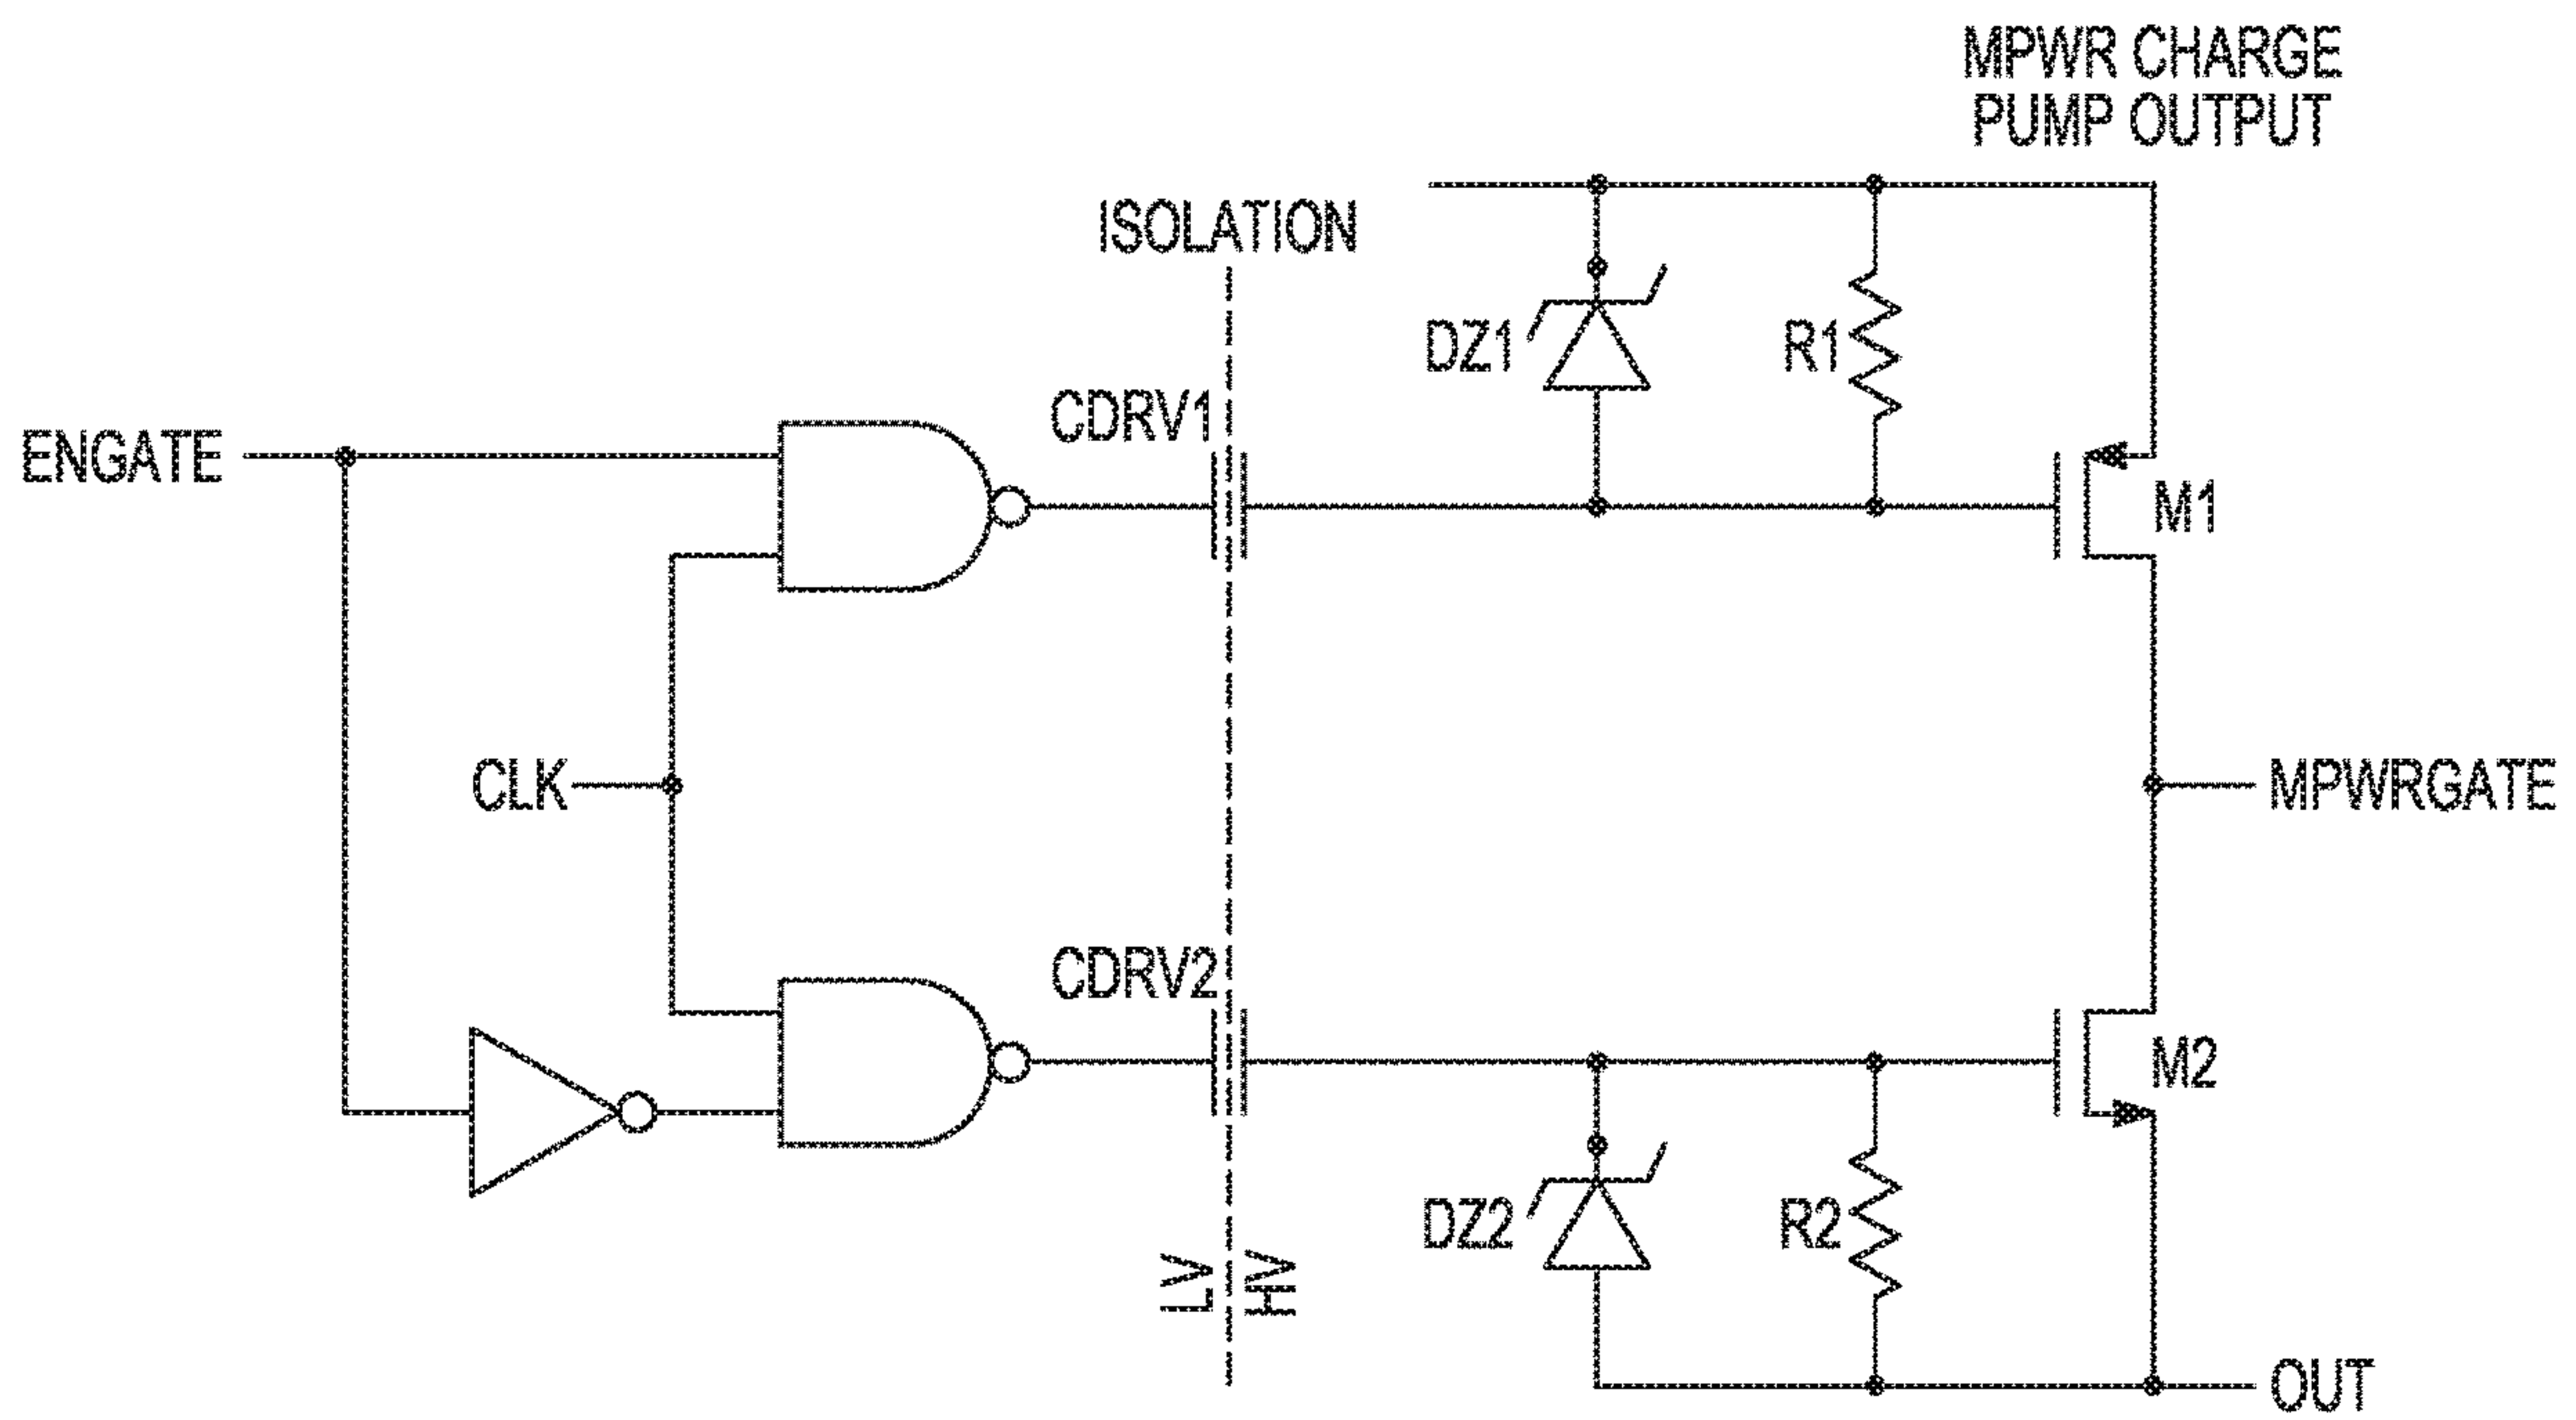 MPWR CHARGE
PUMP OUTPUT
ISOLATION
DZ1
R1
CDRV1
ENGATE
M1
CLK
MPWRGATE
CDRV2
M2
DZ2
R2
LV
HV
OUT